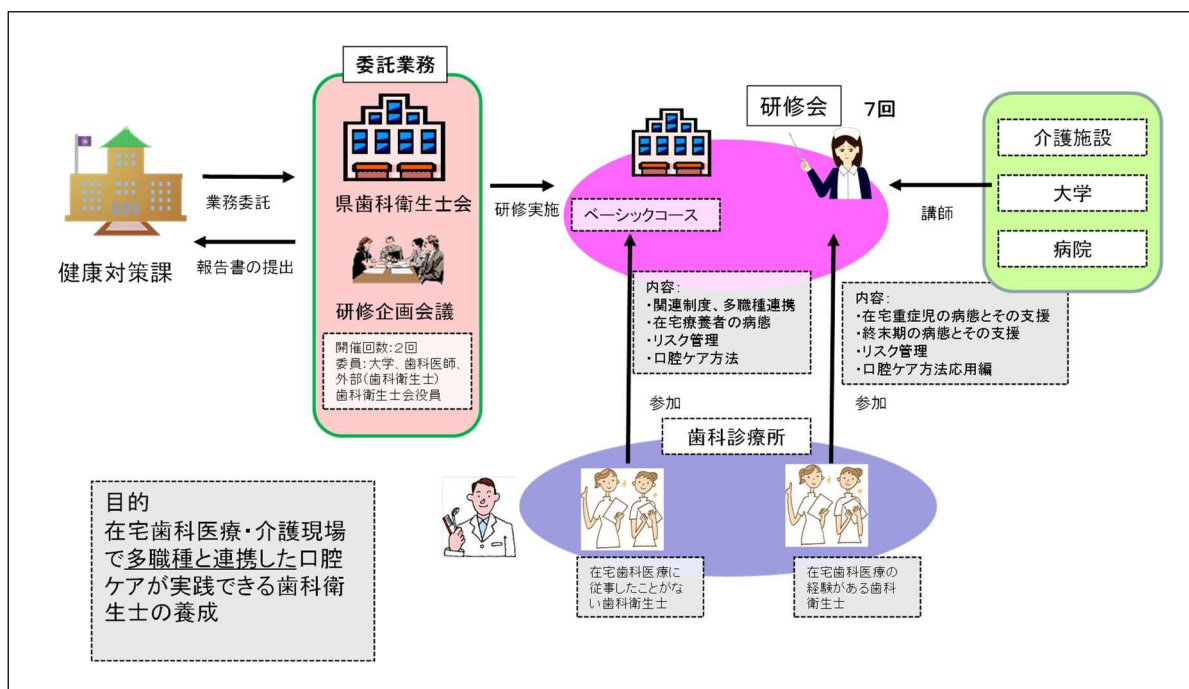 委託業務
県歯科衛生士会
研修企画会議
開催回数：２回
委員：大学、歯科医師、
外部（歯科衛生士）
歯科衛生士会役員
健康対策課
業務委託
報告書の提出
研修実施
研修会
7回
ベーシックコース
講師
介護施設
大学
病院
内容：
・関連制度、多職種連携
・在宅療養者の病態
・リスク管理
・口腔ケア方法
内容：
・在宅重症児の病態とその支援
・終末期の病態とその支援
・リスク管理
・口腔ケア方法応用編
参加
参加
歯科診療所
在宅歯科医療に
従事したことがな
い歯科衛生士
在宅歯科医療の
経験がある歯科
衛生士
目的
在宅歯科医療・介護現場
で多職種と連携した口腔
ケアが実践できる歯科衛
生士の養成